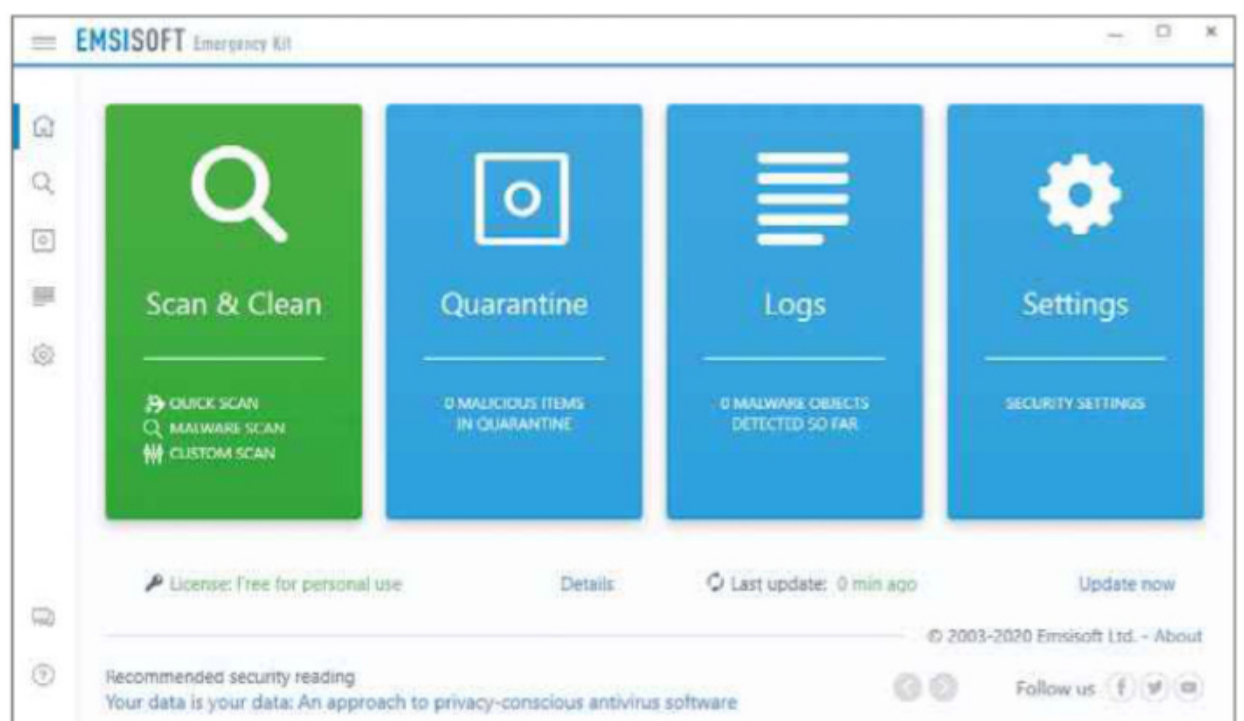 EMSISOFT Emergency Kit
Scan & Clean
QUICK SCAN
MALWARE SCAN
CUSTOM SCAN
Quarantine
0 MALICIOUS ITEMS
IN QUARANTINE
Logs
0 MALWARE OBJECTS
DETECTED SO FAR
Settings
SECURITY SETTINGS
License: Free for personal use
Details
Last update: 0 min ago
Update now
© 2003-2020 Emsisoft Ltd. - About
Recommended security reading
Your data is your data: An approach to privacy-conscious antivirus software
Follow us